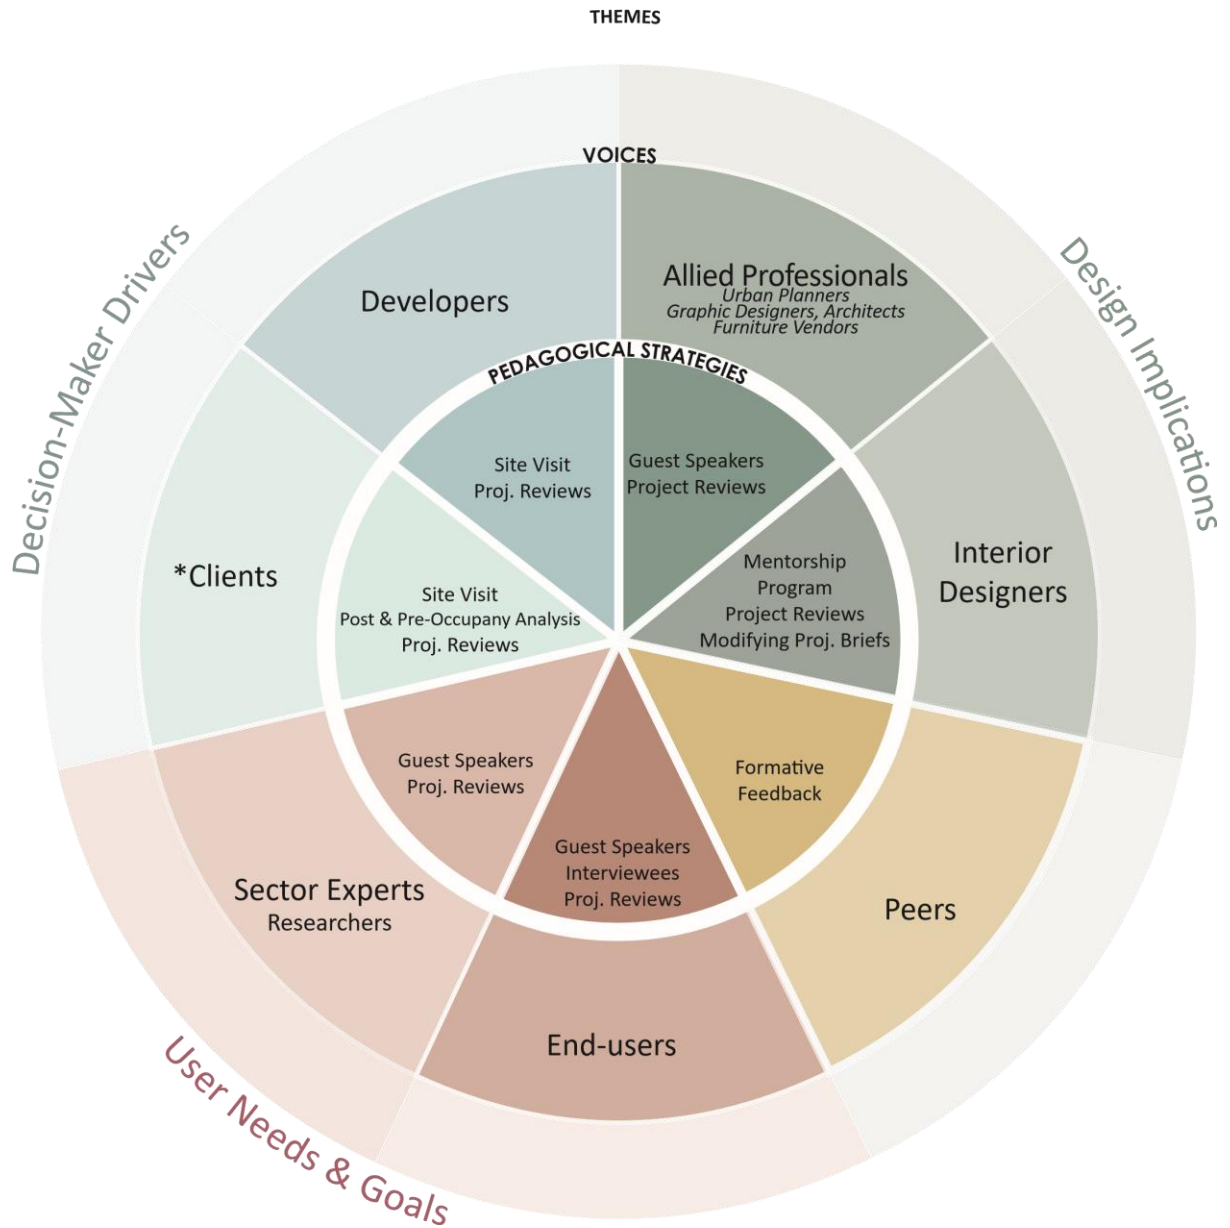 THEMES
VOICES
PEDAGOGICAL STRATEGIES
Decision-Maker Drivers
Design Implications
User Needs & Goals
Developers
Allied Professionals
Urban Planners
Graphic Designers, Architects
Furniture Vendors
Interior
Designers
Peers
End-users
Sector Experts
Researchers
*Clients
Site Visit
Proj. Reviews
Guest Speakers
Project Reviews
Mentorship
Program
Project Reviews
Modifying Proj. Briefs
Formative
Feedback
Guest Speakers
Interviewees
Proj. Reviews
Guest Speakers
Proj. Reviews
Site Visit
Post & Pre-Occupany Analysis
Proj. Reviews